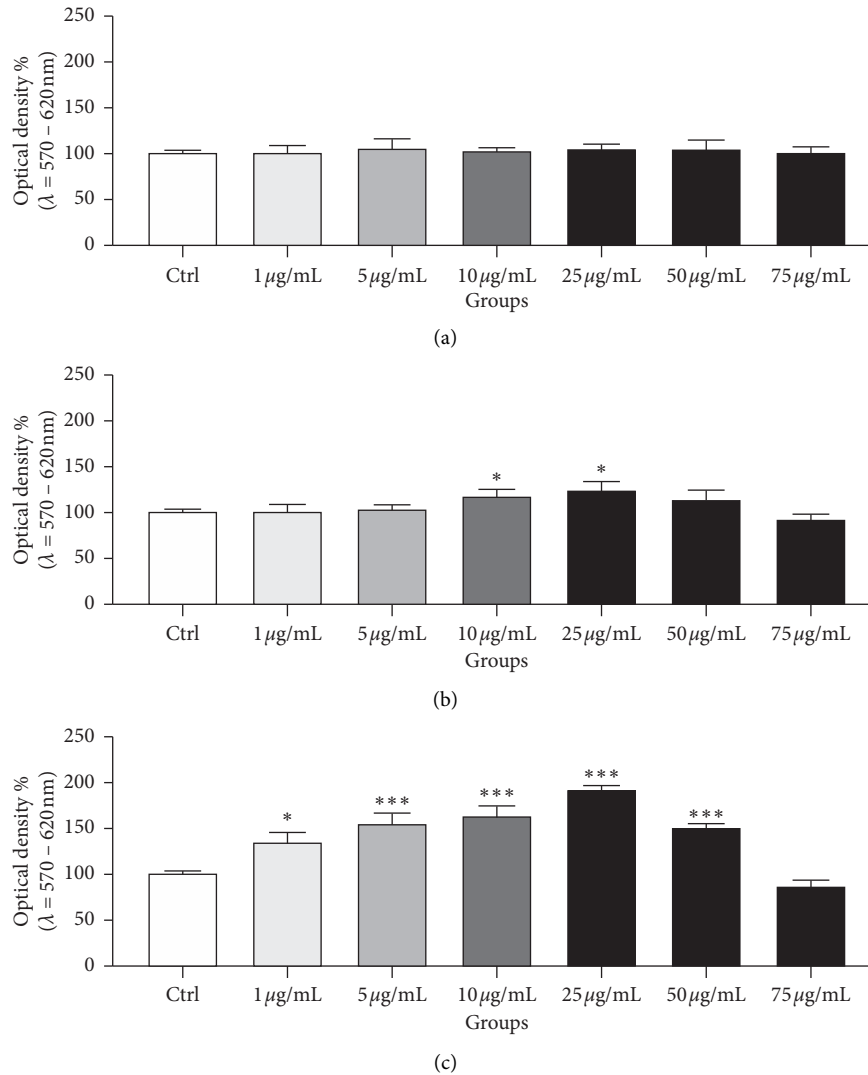 250
200
150
100
50
0
Optical density %
(λ = 570 – 620 nm)
Ctrl 1 µg/mL 5 µg/mL 10 µg/mL 25 µg/mL 50 µg/mL 75 µg/mL
Groups
(a)
250
200
150
100
50
0
Optical density %
(λ = 570 – 620 nm)
* *
Ctrl 1 µg/mL 5 µg/mL 10 µg/mL 25 µg/mL 50 µg/mL 75 µg/mL
Groups
(b)
250
200
150
100
50
0
Optical density %
(λ = 570 – 620 nm)
* *** *** *** ***
Ctrl 1 µg/mL 5 µg/mL 10 µg/mL 25 µg/mL 50 µg/mL 75 µg/mL
Groups
(c)